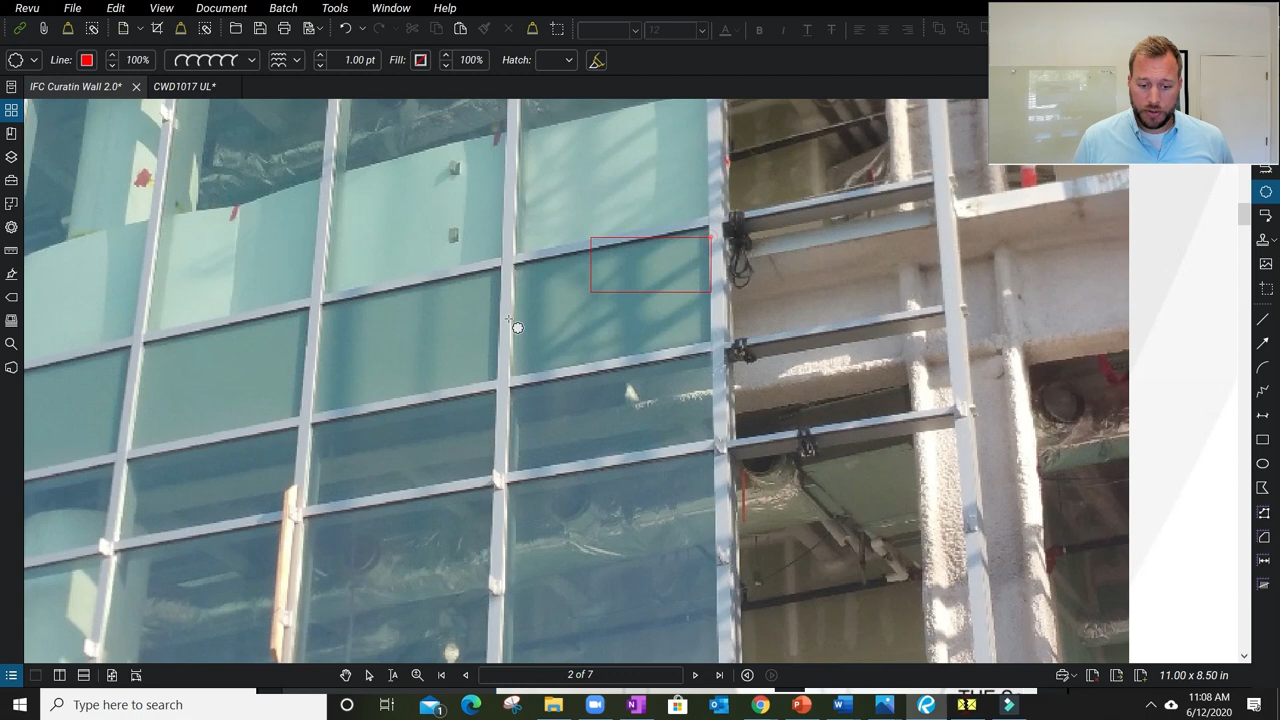 Revu File Edit View Document Batch Tools Window Help
12
Line: 100% 1.00 pt Fill: 100% Hatch:
IFC Curatin Wall 2.0* CWD1017 UL*
2 of 7
11.00 x 8.50 in
Type here to search
11:08 AM
6/12/2020